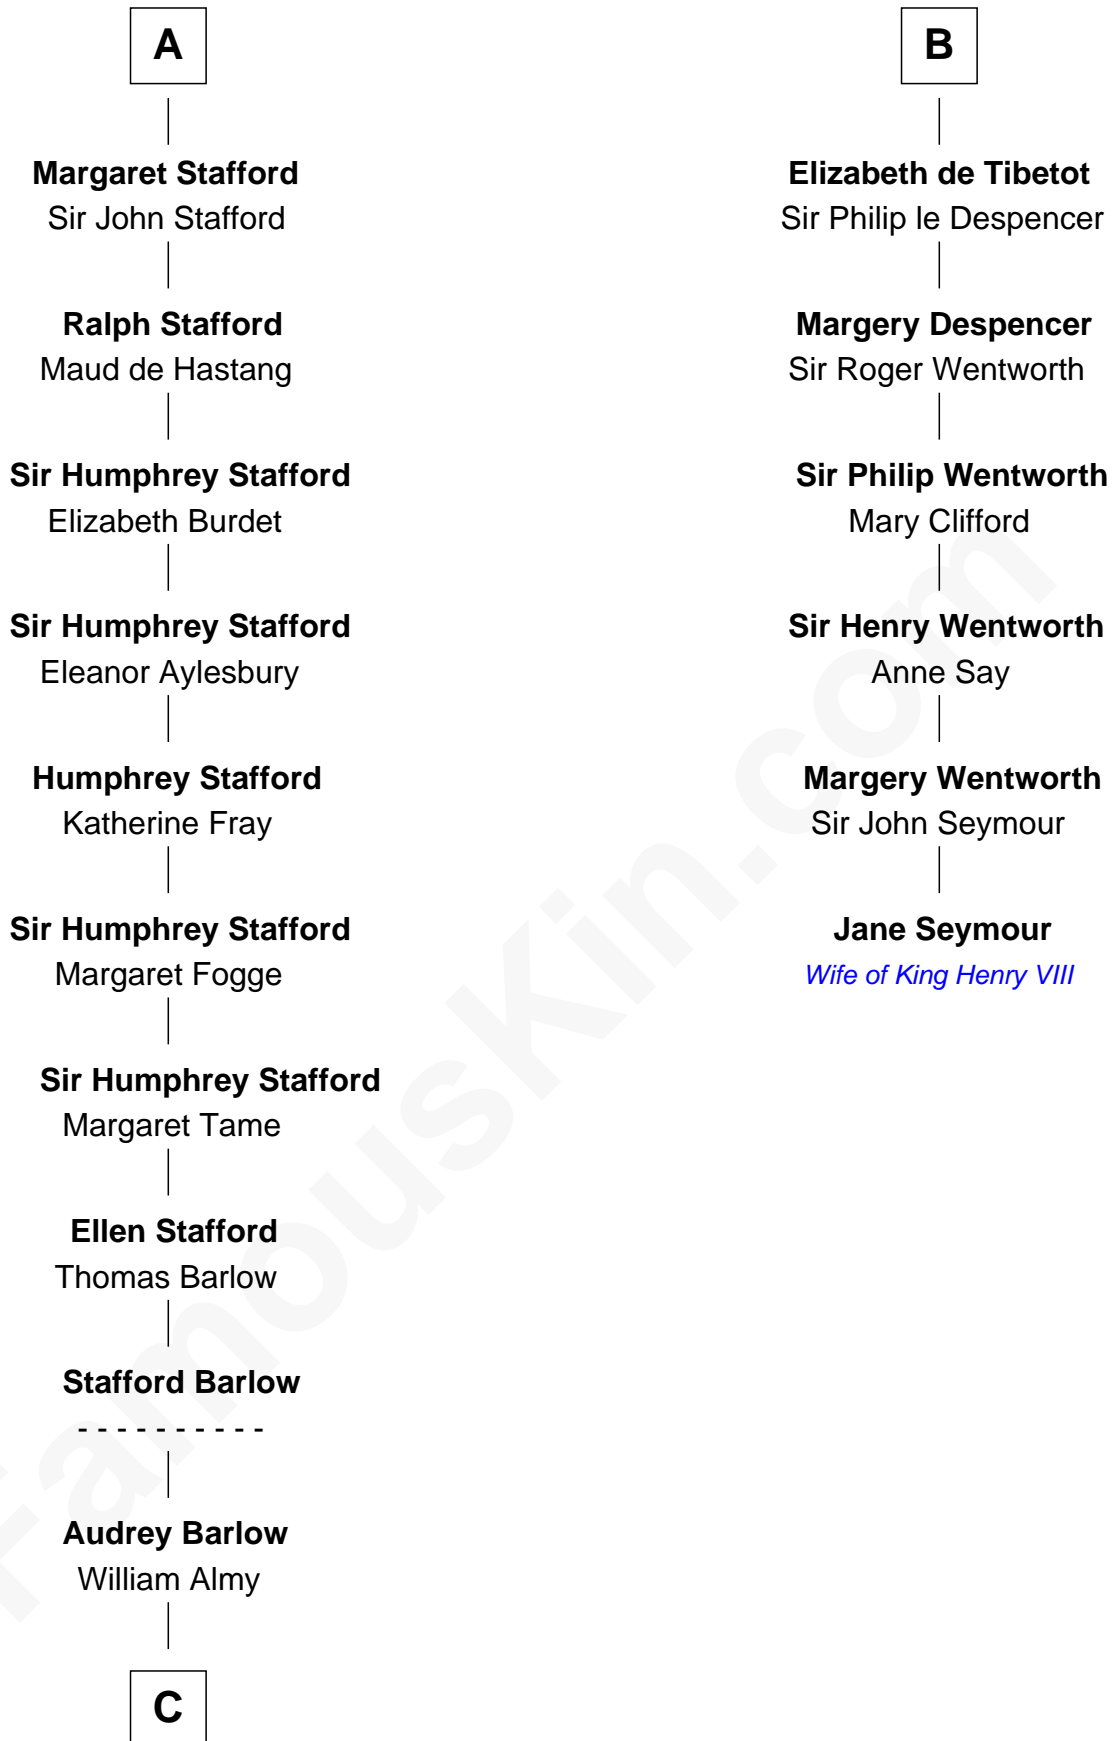 A
Margaret Stafford
Sir John Stafford
Ralph Stafford
Maud de Hastang
Sir Humphrey Stafford
Elizabeth Burdet
Sir Humphrey Stafford
Eleanor Aylesbury
Humphrey Stafford
Katherine Fray
Sir Humphrey Stafford
Margaret Fogge
Sir Humphrey Stafford
Margaret Tame
Ellen Stafford
Thomas Barlow
Stafford Barlow
- - - - - - - - - -
Audrey Barlow
William Almy
C
B
Elizabeth de Tibetot
Sir Philip le Despencer
Margery Despencer
Sir Roger Wentworth
Sir Philip Wentworth
Mary Clifford
Sir Henry Wentworth
Anne Say
Margery Wentworth
Sir John Seymour
Jane Seymour
Wife of King Henry VIII
FamousKin.com